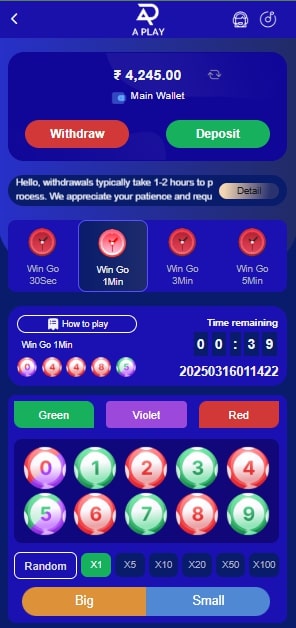 A PLAY
₹ 4,245.00
Main Wallet
Withdraw
Deposit
Hello, withdrawals typically take 1-2 hours to p
rocess. We appreciate your patience and requ
Detail
Win Go
30Sec
Win Go
1Min
Win Go
3Min
Win Go
5Min
How to play
Time remaining
Win Go 1Min
0 0 : 3 9
0 4 4 8 5
20250316011422
Green
Violet
Red
0 1 2 3 4
5 6 7 8 9
Random
X1
X5
X10
X20
X50
X100
Big
Small